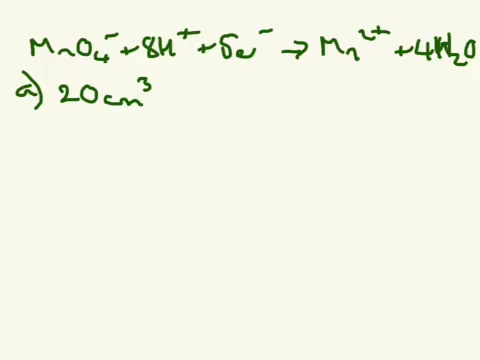 MnO₄⁻ + 8H⁺ + 5e⁻ → Mn²⁺ + 4H₂O
a) 20cm³